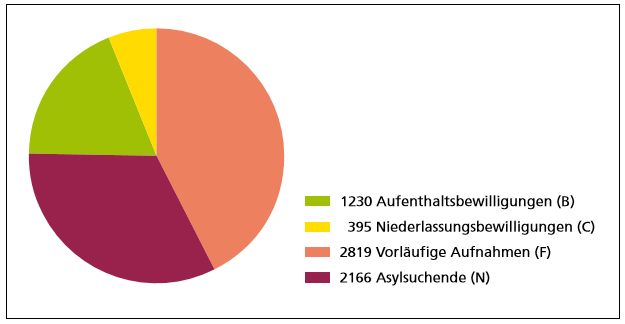 1230 Aufenthaltsbewilligungen (B)
395 Niederlassungsbewilligungen (C)
2819 Vorläufige Aufnahmen (F)
2166 Asylsuchende (N)